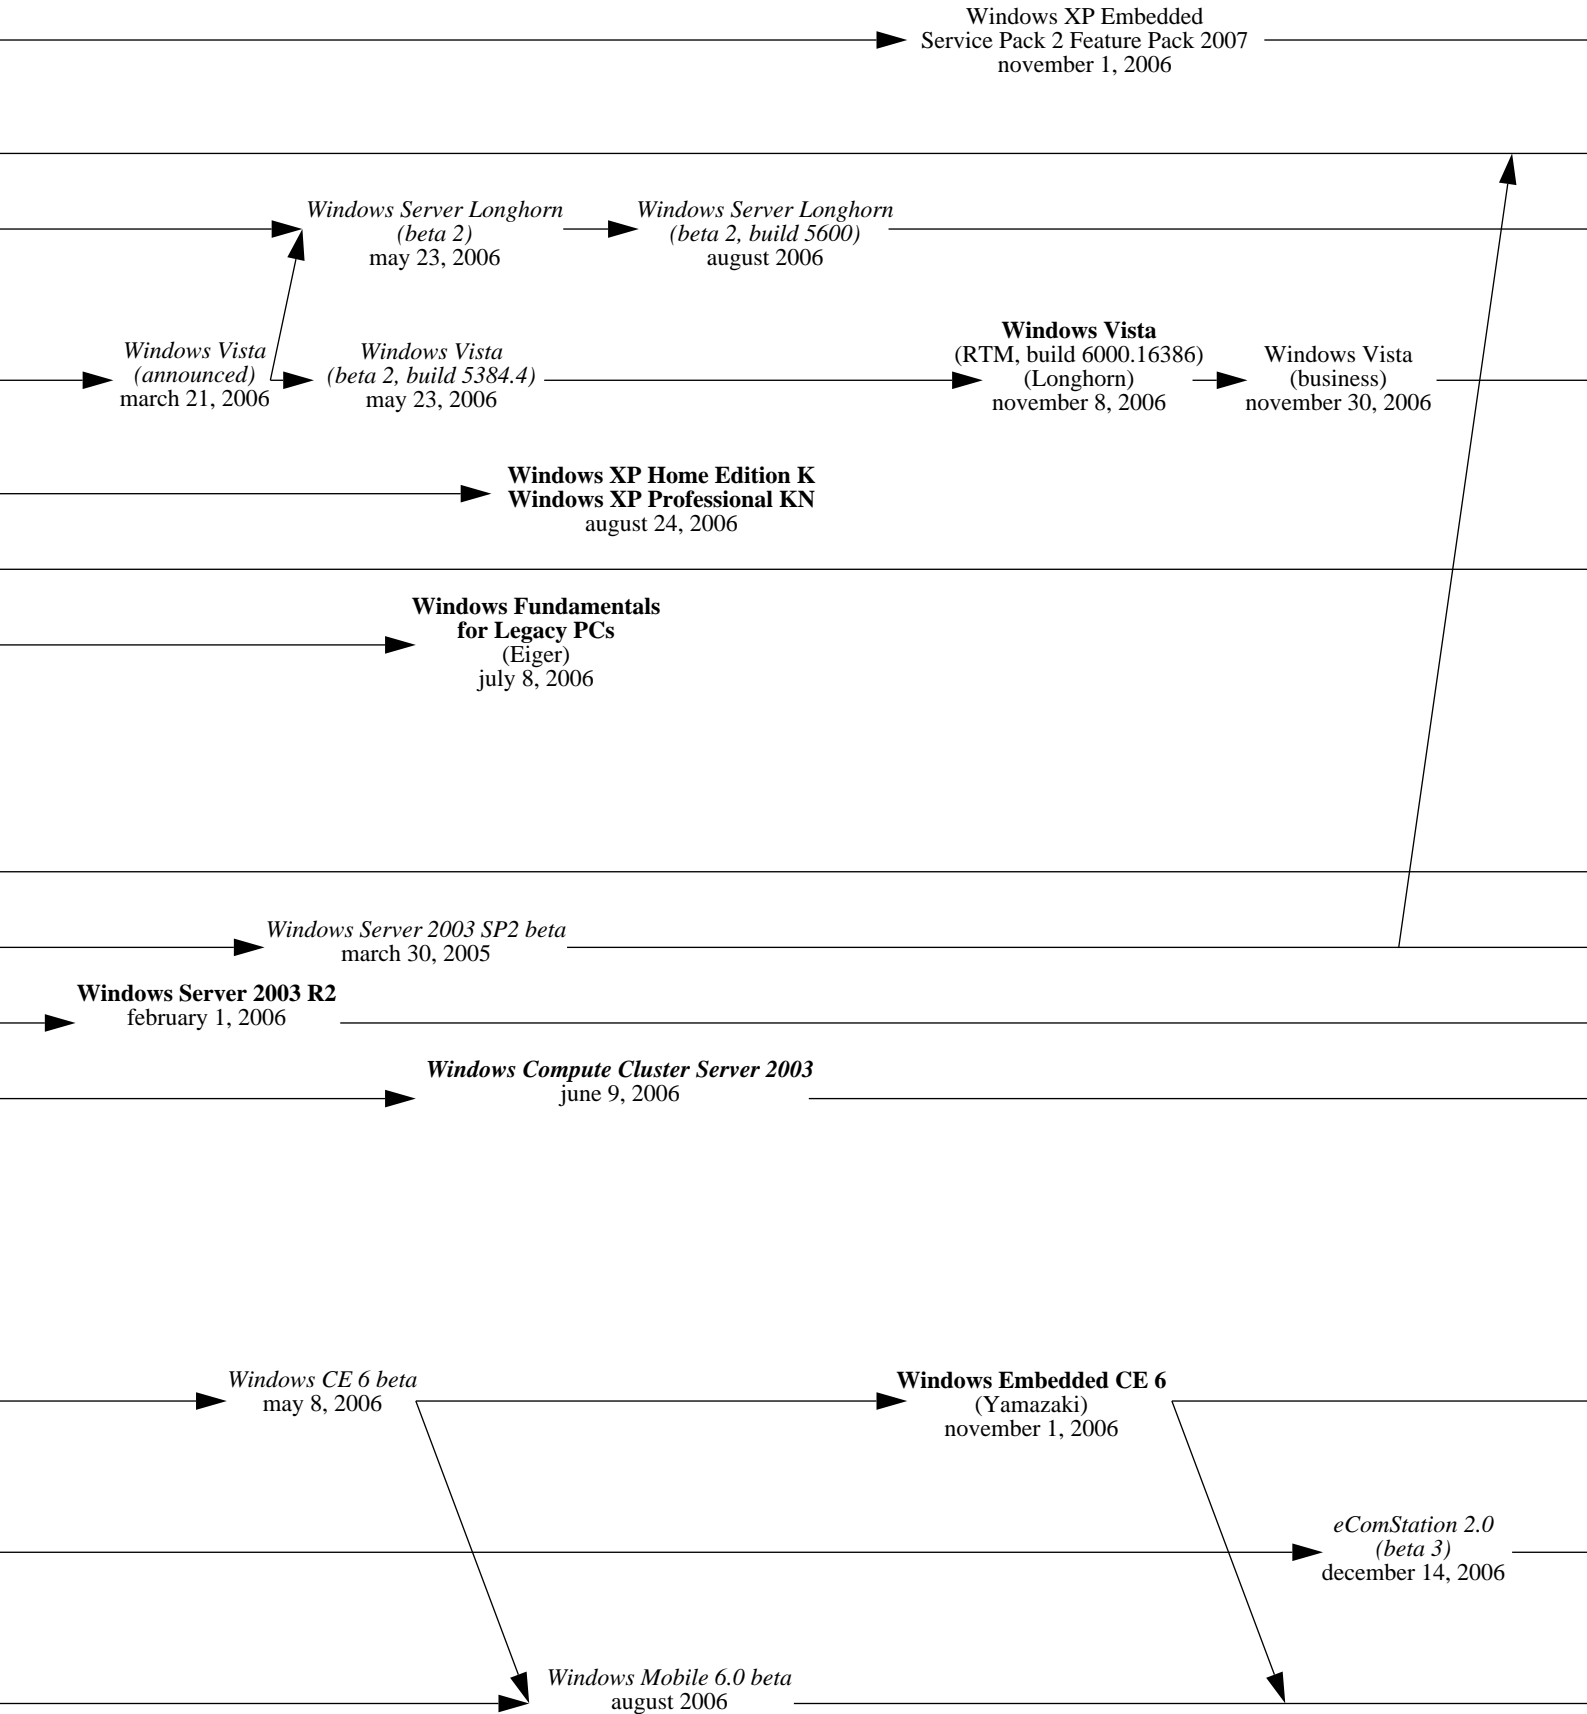 Windows XP Embedded
Service Pack 2 Feature Pack 2007
november 1, 2006
Windows Server Longhorn
(beta 2)
may 23, 2006
Windows Server Longhorn
(beta 2, build 5600)
august 2006
Windows Vista
(announced)
march 21, 2006
Windows Vista
(beta 2, build 5384.4)
may 23, 2006
Windows Vista
(RTM, build 6000.16386)
(Longhorn)
november 8, 2006
Windows Vista
(business)
november 30, 2006
Windows XP Home Edition K
Windows XP Professional KN
august 24, 2006
Windows Fundamentals
for Legacy PCs
(Eiger)
july 8, 2006
Windows Server 2003 SP2 beta
march 30, 2005
Windows Server 2003 R2
february 1, 2006
Windows Compute Cluster Server 2003
june 9, 2006
Windows CE 6 beta
may 8, 2006
Windows Embedded CE 6
(Yamazaki)
november 1, 2006
eComStation 2.0
(beta 3)
december 14, 2006
Windows Mobile 6.0 beta
august 2006